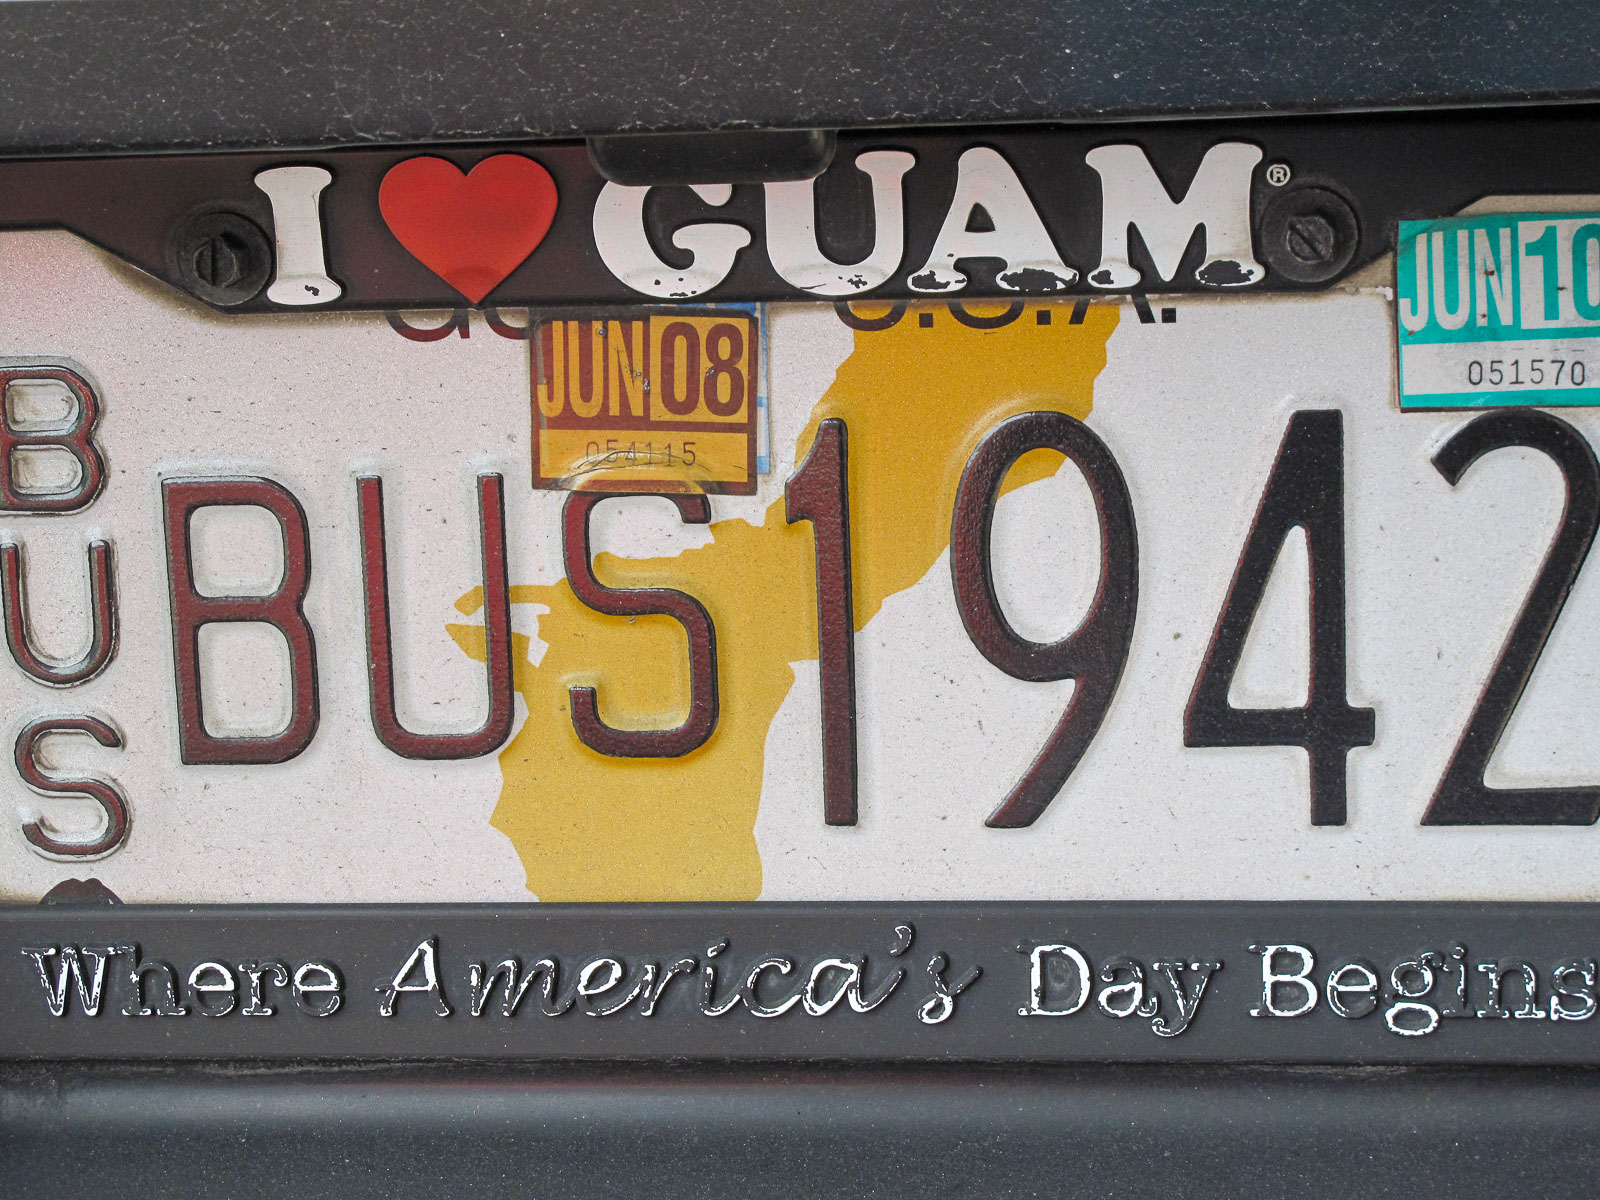 I ♥ GUAM®
U.S.A.
JUN 08
054115
JUN 10
051570
BUS
BUS 1942
Where America's Day Begins